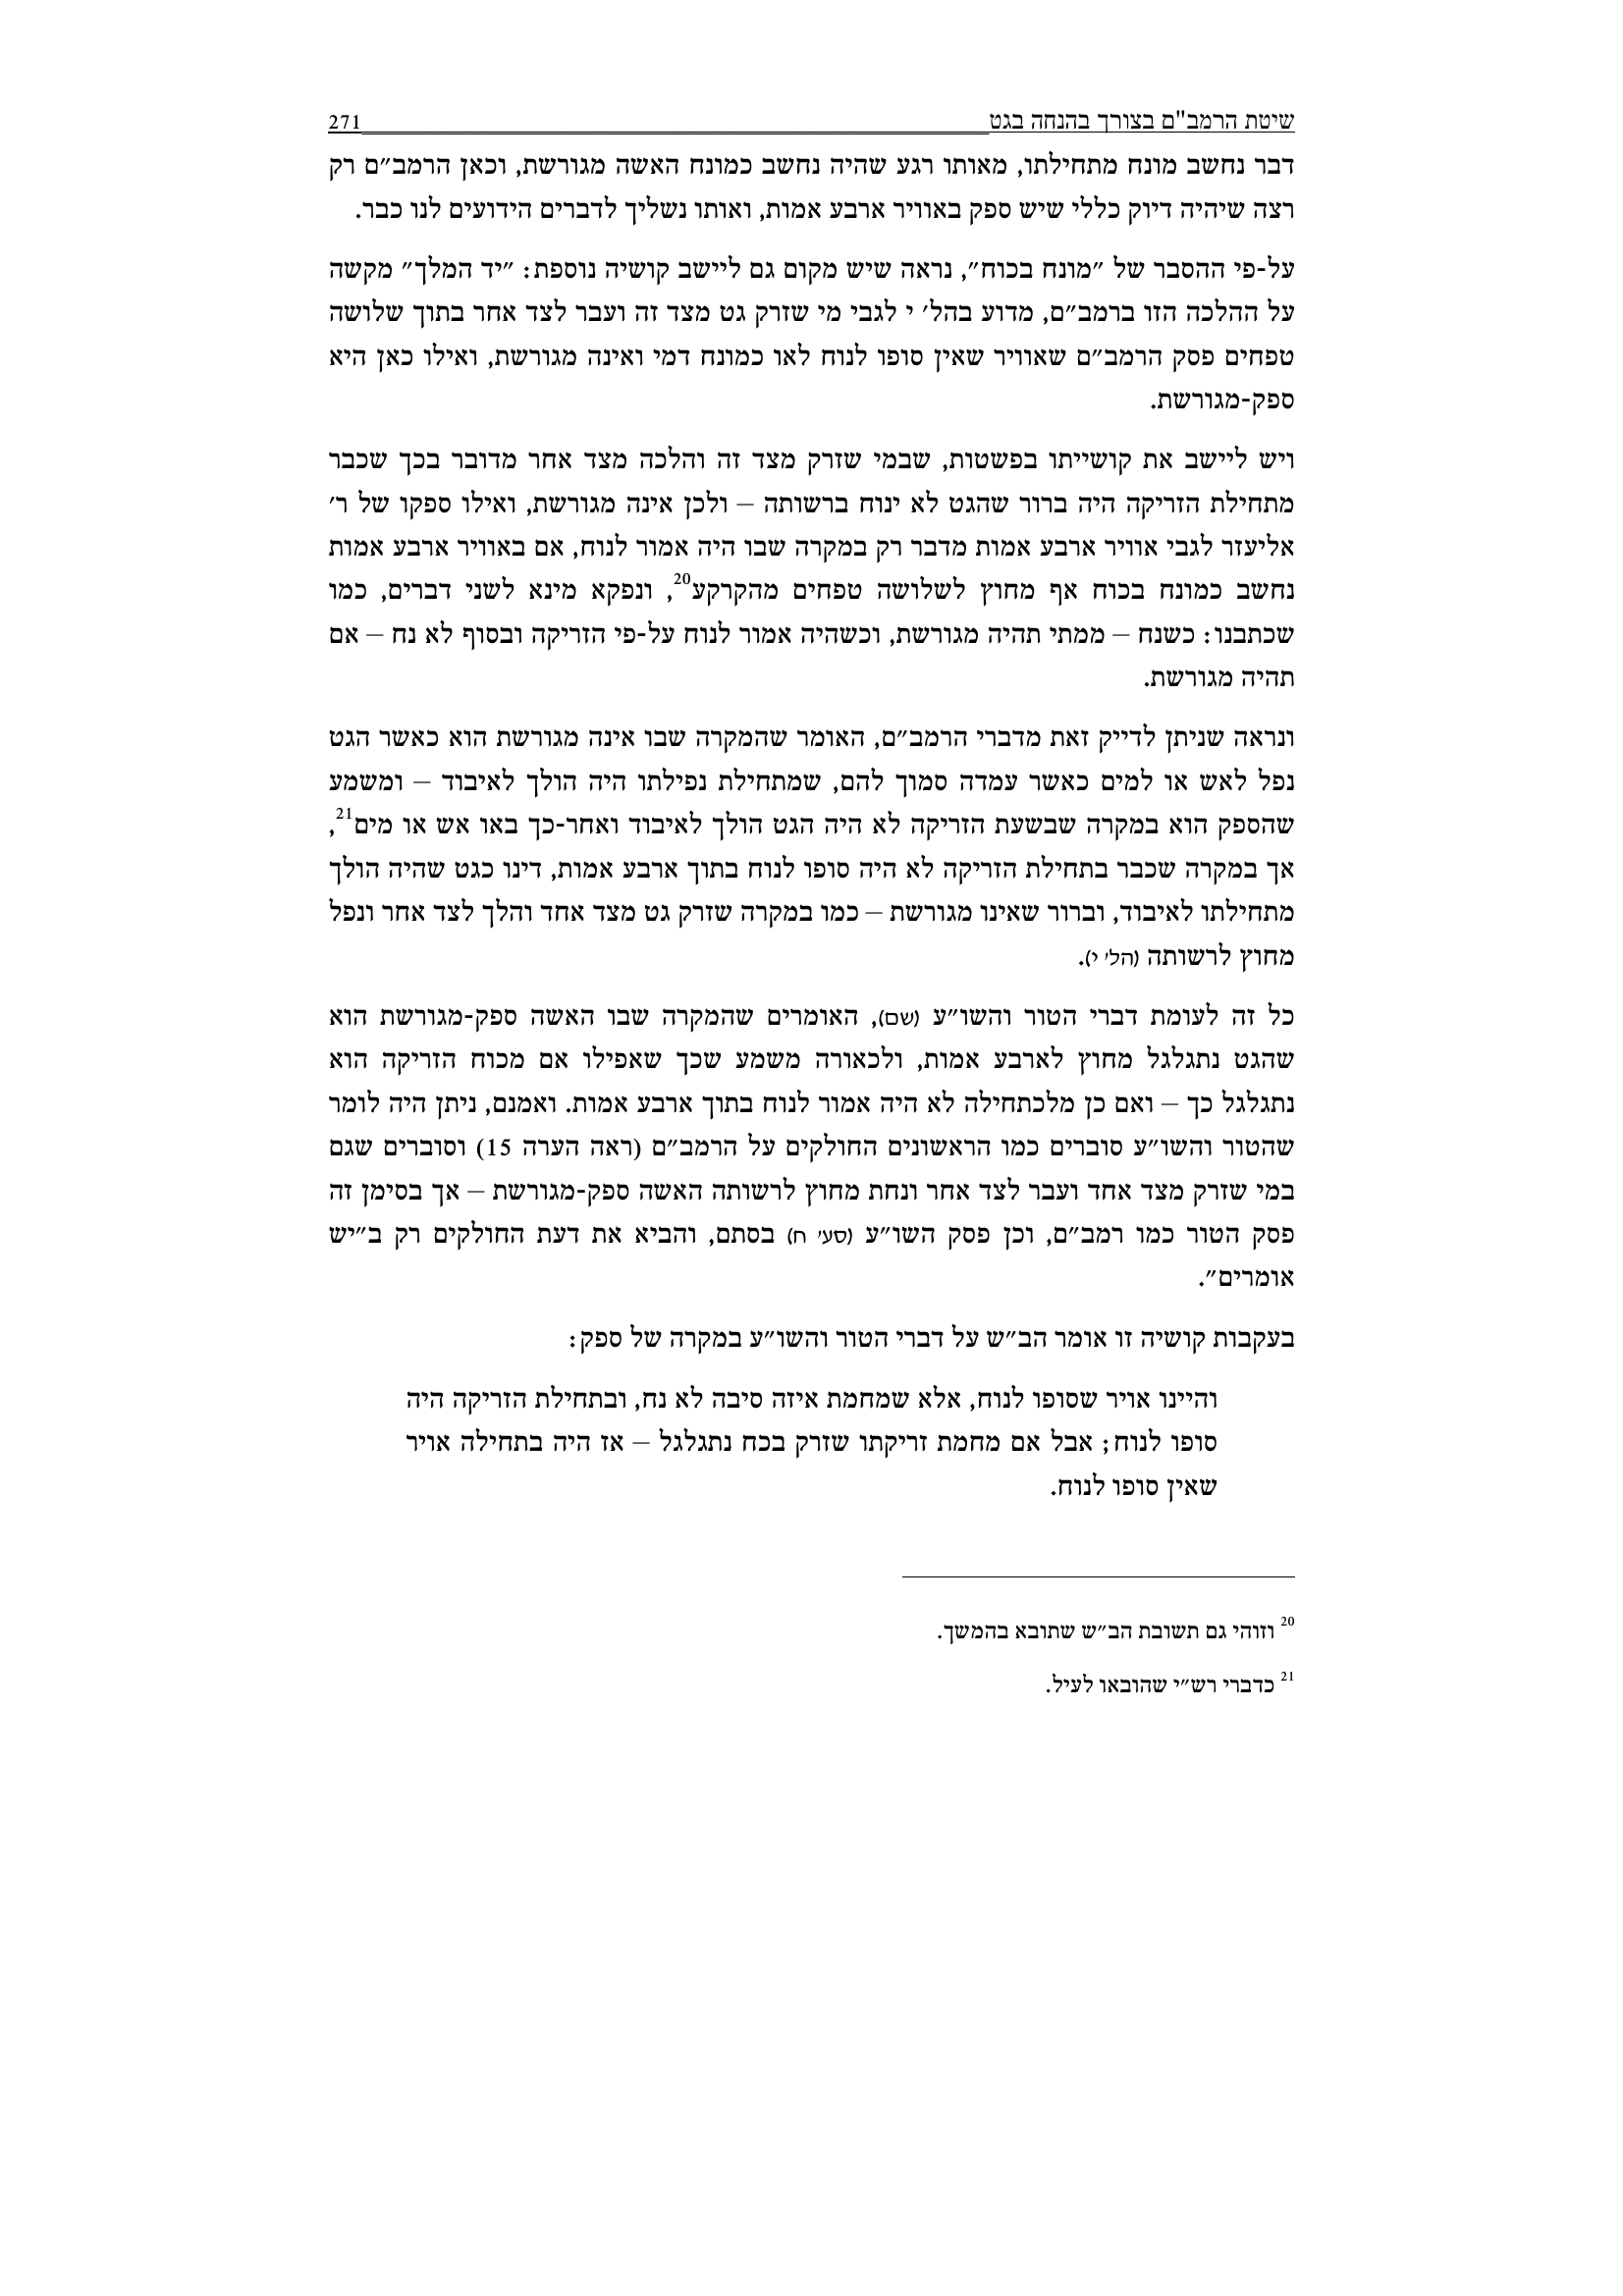 שיטת הרמב"ם בצורך בהנחה בגט 271
דבר נחשב מונח מתחילתו, מאותו רגע שהיה נחשב כמונח האשה מגורשת, וכאן הרמב״ם רק
רצה שיהיה דיוק כללי שיש ספק באוויר ארבע אמות, ואותו נשליך לדברים הידועים לנו כבר.
על-פי ההסבר של ״מונח בכוח״, נראה שיש מקום גם ליישב קושיה נוספת: ״יד המלך״ מקשה
על ההלכה הזו ברמב״ם, מדוע בהל׳ י לגבי מי שזרק גט מצד זה ועבר לצד אחר בתוך שלושה
טפחים פסק הרמב״ם שאוויר שאין סופו לנוח לאו כמונח דמי ואינה מגורשת, ואילו כאן היא
ספק-מגורשת.
ויש ליישב את קושייתו בפשטות, שבמי שזרק מצד זה והלכה מצד אחר מדובר בכך שכבר
מתחילת הזריקה היה ברור שהגט לא ינוח ברשותה – ולכן אינה מגורשת, ואילו ספקו של ר׳
אליעזר לגבי אוויר ארבע אמות מדבר רק במקרה שבו היה אמור לנוח, אם באוויר ארבע אמות
נחשב כמונח בכוח אף מחוץ לשלושה טפחים מהקרקע20, ונפקא מינא לשני דברים, כמו
שכתבנו: כשנח – ממתי תהיה מגורשת, וכשהיה אמור לנוח על-פי הזריקה ובסוף לא נח – אם
תהיה מגורשת.
ונראה שניתן לדייק זאת מדברי הרמב״ם, האומר שהמקרה שבו אינה מגורשת הוא כאשר הגט
נפל לאש או למים כאשר עמדה סמוך להם, שמתחילת נפילתו היה הולך לאיבוד – ומשמע
שהספק הוא במקרה שבשעת הזריקה לא היה הגט הולך לאיבוד ואחר-כך באו אש או מים21,
אך במקרה שכבר בתחילת הזריקה לא היה סופו לנוח בתוך ארבע אמות, דינו כגט שהיה הולך
מתחילתו לאיבוד, וברור שאינו מגורשת – כמו במקרה שזרק גט מצד אחד והלך לצד אחר ונפל
מחוץ לרשותה (הל׳ י).
כל זה לעומת דברי הטור והשו״ע (שם), האומרים שהמקרה שבו האשה ספק-מגורשת הוא
שהגט נתגלגל מחוץ לארבע אמות, ולכאורה משמע שכך שאפילו אם מכוח הזריקה הוא
נתגלגל כך – ואם כן מלכתחילה לא היה אמור לנוח בתוך ארבע אמות. ואמנם, ניתן היה לומר
שהטור והשו״ע סוברים כמו הראשונים החולקים על הרמב״ם (ראה הערה 15) וסוברים שגם
במי שזרק מצד אחד ועבר לצד אחר ונחת מחוץ לרשותה האשה ספק-מגורשת – אך בסימן זה
פסק הטור כמו רמב״ם, וכן פסק השו״ע (סע׳ ח) בסתם, והביא את דעת החולקים רק ב״יש
אומרים״.
בעקבות קושיה זו אומר הב״ש על דברי הטור והשו״ע במקרה של ספק:
והיינו אויר שסופו לנוח, אלא שמחמת איזה סיבה לא נח, ובתחילת הזריקה היה
סופו לנוח; אבל אם מחמת זריקתו שזרק בכח נתגלגל – אז היה בתחילה אויר
שאין סופו לנוח.
20 וזוהי גם תשובת הב״ש שתובא בהמשך.
21 כדברי רש״י שהובאו לעיל.